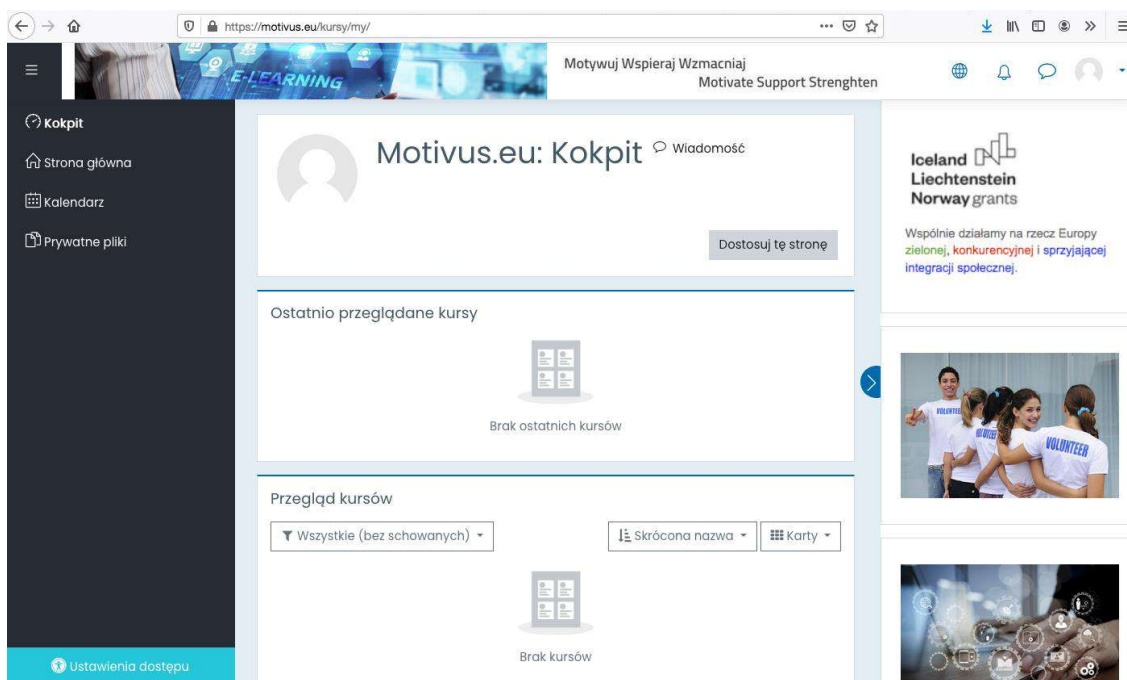 https://motivus.eu/kursy/my/
E-LEARNING
Motywuj Wspieraj Wzmacniaj
Motivate Support Strenghten
Kokpit
Strona główna
Kalendarz
Prywatne pliki
Ustawienia dostępu
Motivus.eu: Kokpit Wiadomość
Dostosuj tę stronę
Ostatnio przeglądane kursy
Brak ostatnich kursów
Przegląd kursów
Wszystkie (bez schowanych) Skrócona nazwa Karty
Brak kursów
Iceland
Liechtenstein
Norway grants
Wspólnie działamy na rzecz Europy
zielonej, konkurencyjnej i sprzyjającej
integracji społecznej.
VOLUNTEER